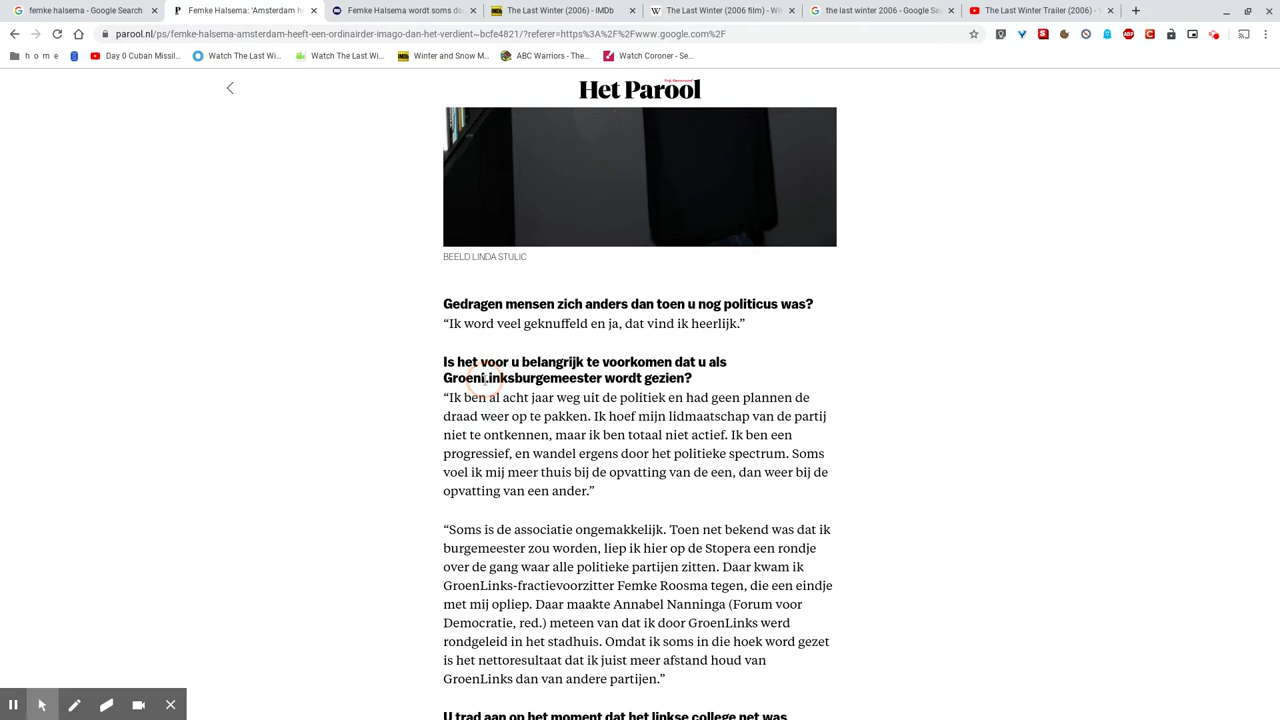 femke halsema - Google Search
Femke Halsema: 'Amsterdam he
Femke Halsema wordt soms do
The Last Winter (2006) - IMDb
The Last Winter (2006 film) - Wi
the last winter 2006 - Google Se
The Last Winter Trailer (2006) -
parool.nl/ps/femke-halsema-amsterdam-heeft-een-ordinairder-imago-dan-het-verdient~bcfe4821/?referer=https%3A%2F%2Fwww.google.com%2F
h o m e
Day 0 Cuban Missil...
Watch The Last Wi...
Watch The Last Wi...
Winter and Snow M...
ABC Warriors - The...
Watch Coroner - Se...
Het Parool
BEELD LINDA STULIC
Gedragen mensen zich anders dan toen u nog politicus was?
“Ik word veel geknuffeld en ja, dat vind ik heerlijk.”
Is het voor u belangrijk te voorkomen dat u als
GroenLinksburgemeester wordt gezien?
“Ik ben al acht jaar weg uit de politiek en had geen plannen de
draad weer op te pakken. Ik hoef mijn lidmaatschap van de partij
niet te ontkennen, maar ik ben totaal niet actief. Ik ben een
progressief, en wandel ergens door het politieke spectrum. Soms
voel ik mij meer thuis bij de opvatting van de een, dan weer bij de
opvatting van een ander.”
“Soms is de associatie ongemakkelijk. Toen net bekend was dat ik
burgemeester zou worden, liep ik hier op de Stopera een rondje
over de gang waar alle politieke partijen zitten. Daar kwam ik
GroenLinks-fractievoorzitter Femke Roosma tegen, die een eindje
met mij opliep. Daar maakte Annabel Nanninga (Forum voor
Democratie, red.) meteen van dat ik door GroenLinks werd
rondgeleid in het stadhuis. Omdat ik soms in die hoek word gezet
is het nettoresultaat dat ik juist meer afstand houd van
GroenLinks dan van andere partijen.”
U trad aan op het moment dat het linkse college net was